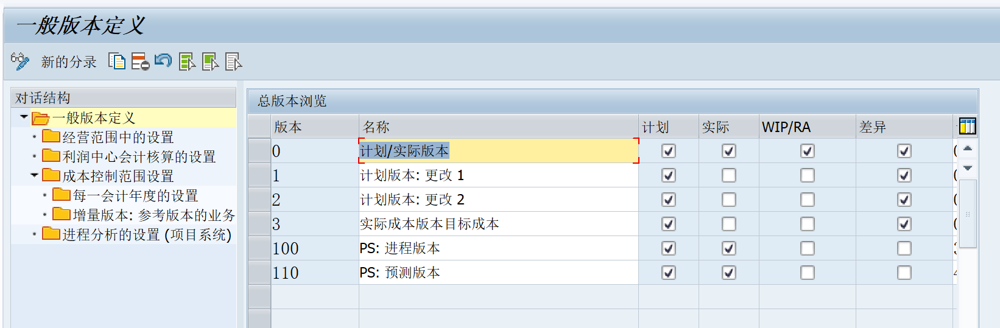 一般版本定义
新的分录
对话结构
一般版本定义
经营范围中的设置
利润中心会计核算的设置
成本控制范围设置
每一会计年度的设置
增量版本: 参考版本的业务
进程分析的设置 (项目系统)
总版本浏览
版本 名称 计划 实际 WIP/RA 差异
0 计划/实际版本
1 计划版本: 更改 1
2 计划版本: 更改 2
3 实际成本版本目标成本
100 PS: 进程版本
110 PS: 预测版本